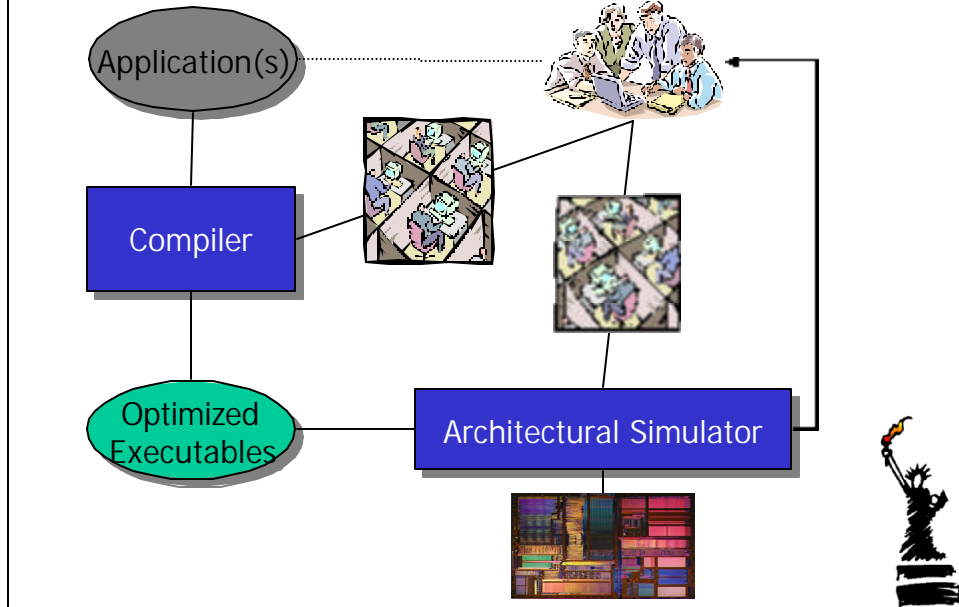 Application(s)
Compiler
Optimized
Executables
Architectural Simulator